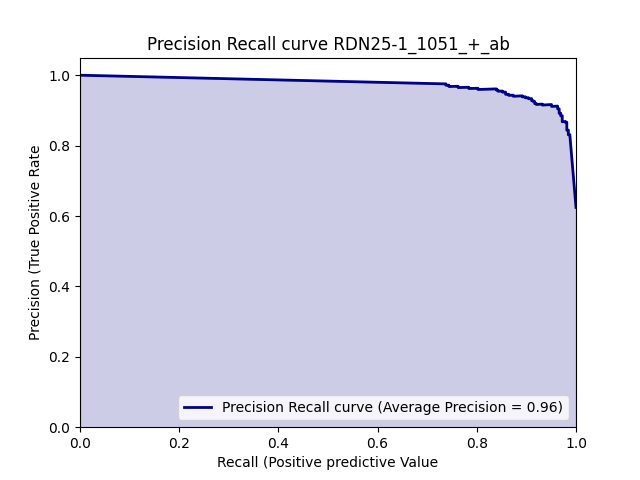 Precision Recall curve RDN25-1_1051_+_ab
Precision (True Positive Rate
1.0
0.8
0.6
0.4
0.2
0.0
Precision Recall curve (Average Precision = 0.96)
0.0 0.2 0.4 0.6 0.8 1.0
Recall (Positive predictive Value